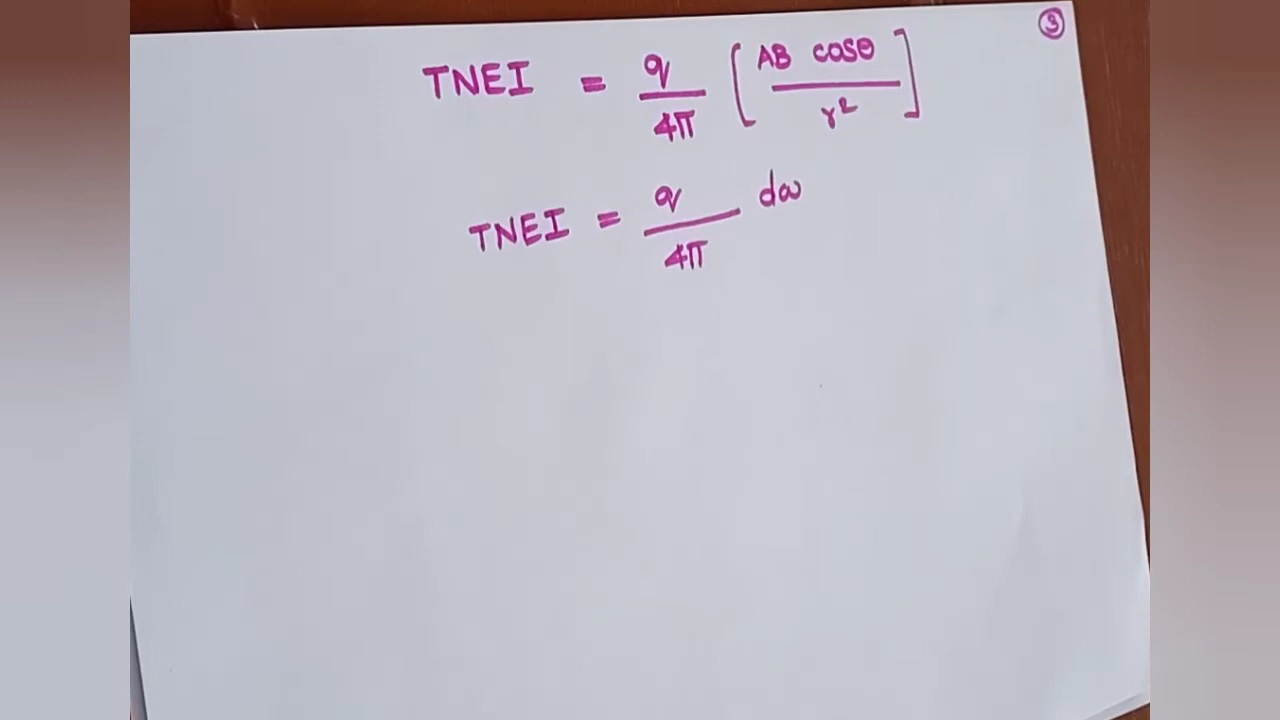 ③
TNEI = q/4π [AB cosθ / r²]
TNEI = q/4π dω